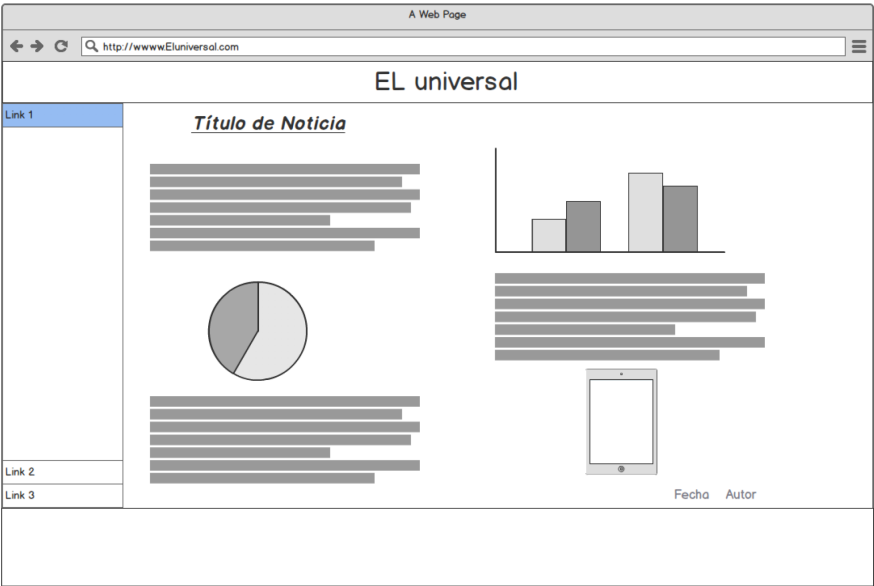 A Web Page
http://wwww.Eluniversal.com
EL universal
Link 1
Título de Noticia
Link 2
Link 3
Fecha Autor